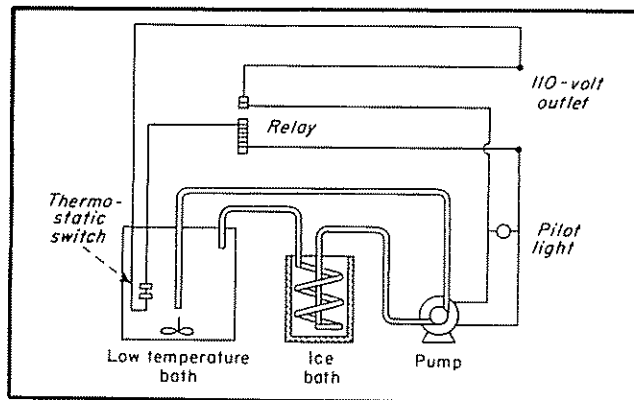 110-volt
outlet
Relay
Thermo-
static
switch
Pilot
light
Low temperature
bath
Ice
bath
Pump